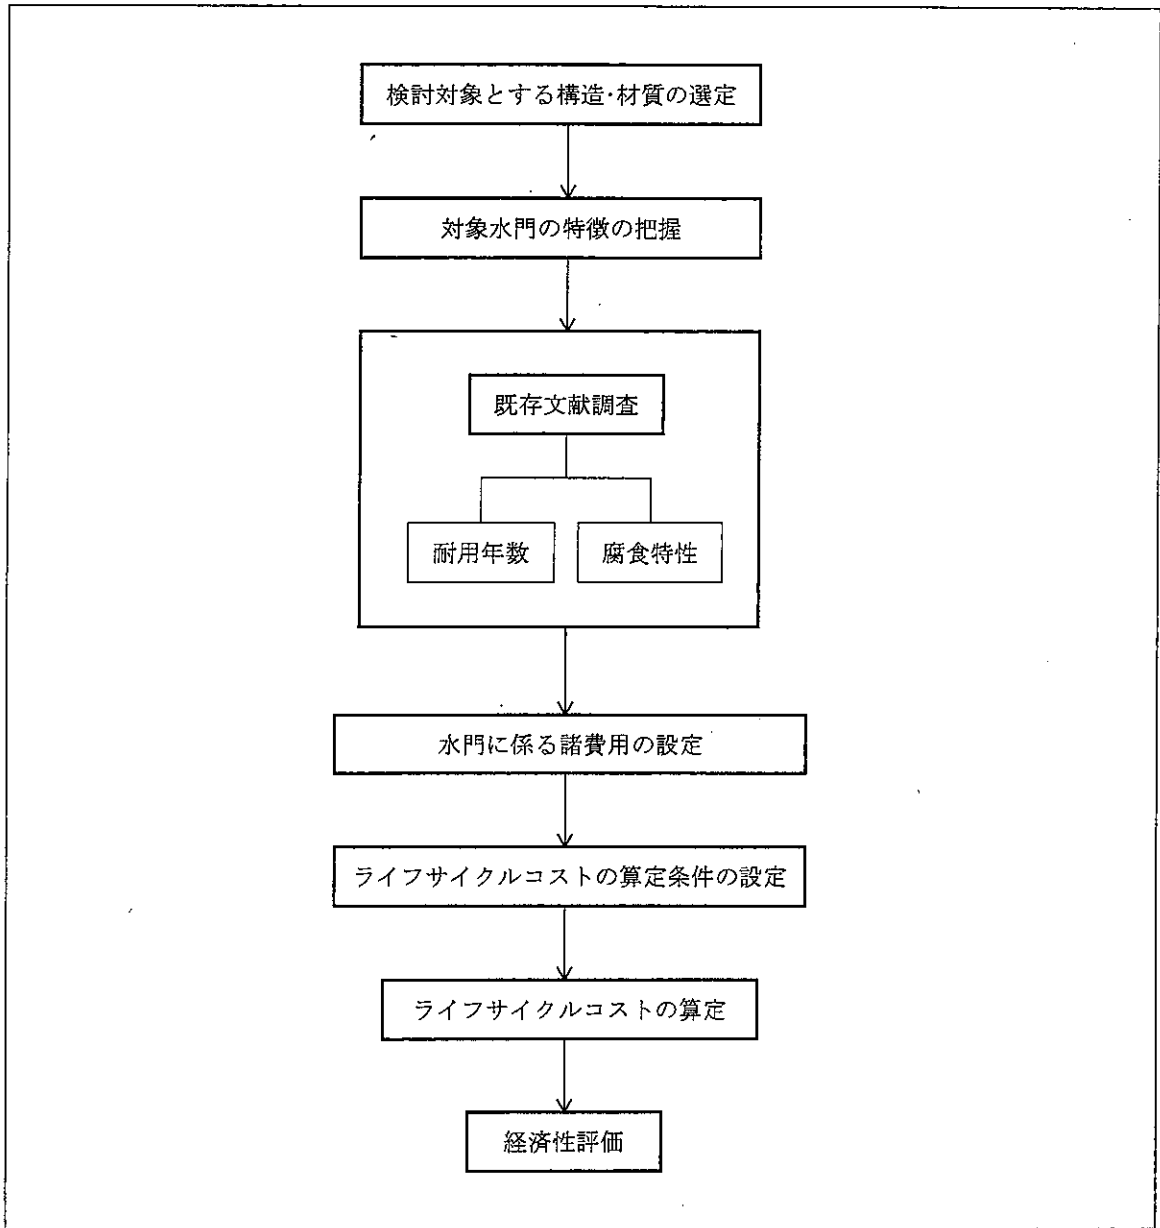 検討対象とする構造・材質の選定
対象水門の特徴の把握
既存文献調査
耐用年数
腐食特性
水門に係る諸費用の設定
ライフサイクルコストの算定条件の設定
ライフサイクルコストの算定
経済性評価